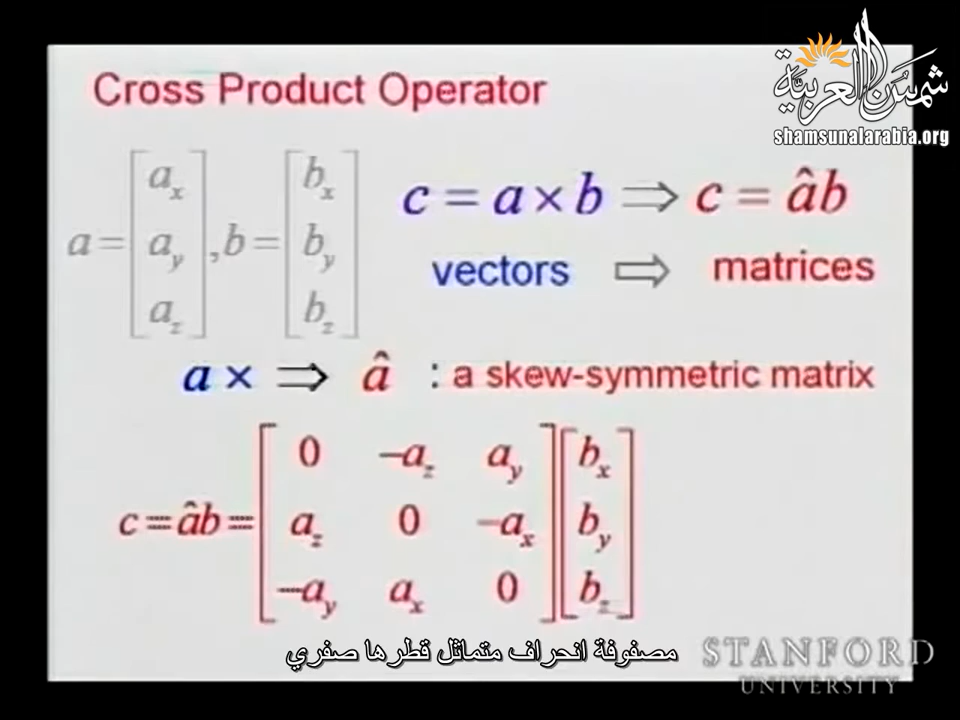 شمس العربية
shamsunalarabia.org
Cross Product Operator
a = [a_x a_y a_z], b = [b_x b_y b_z]
c = a × b ⇒ c = âb
vectors ⇒ matrices
a × ⇒ â : a skew-symmetric matrix
c = âb = [0 −a_z a_y
a_z 0 −a_x
−a_y a_x 0] [b_x b_y b_z]
مصفوفة انحراف متماثل قطرها صفري
STANFORD
UNIVERSITY